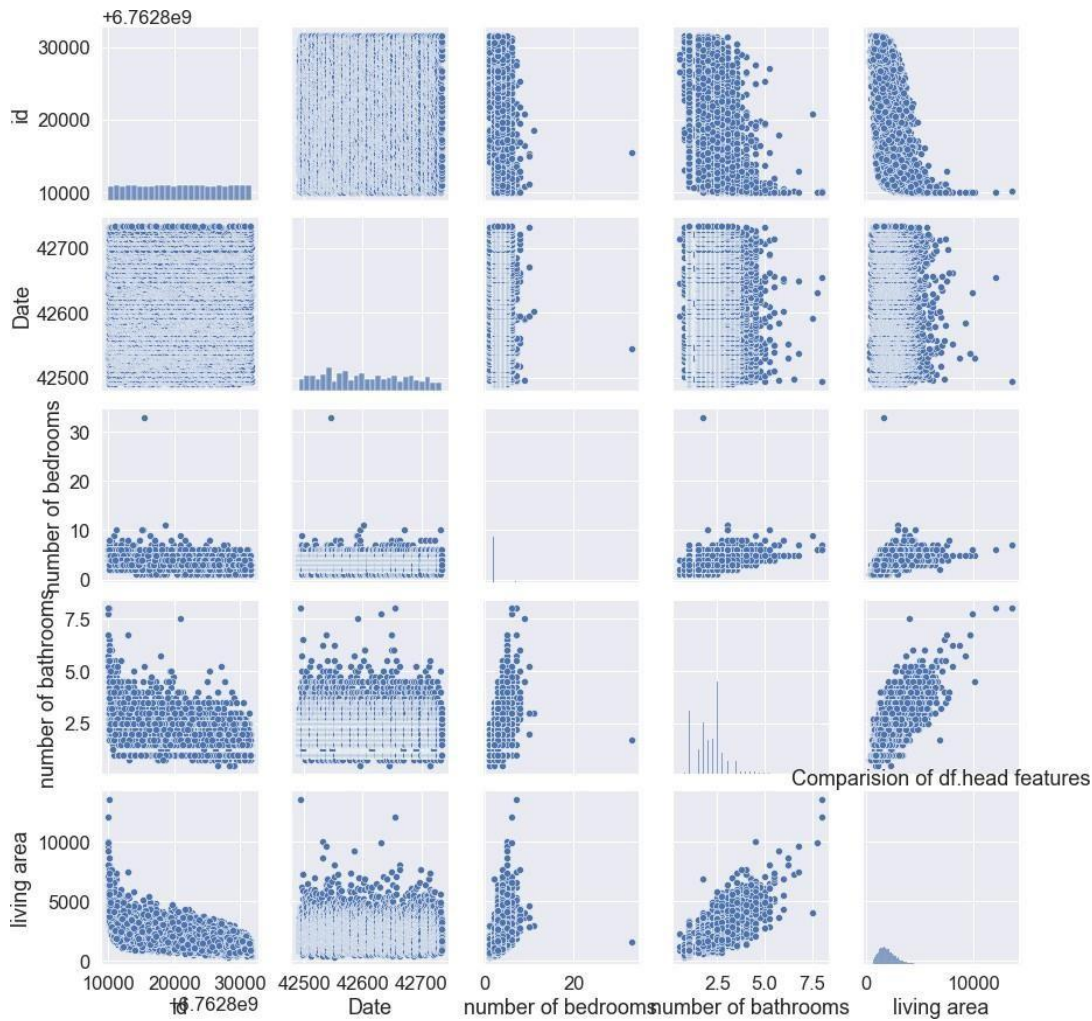 +6.7628e9
30000
20000
10000
id
42700
42600
42500
Date
30
20
10
0
number of bedrooms
7.5
5.0
2.5
number of bathrooms
Comparision of df.head features
10000
5000
0
living area
10000 20000 30000
+6.7628e9
id
42500 42600 42700
Date
0 20
number of bedrooms
2.5 5.0 7.5
number of bathrooms
0 10000
living area